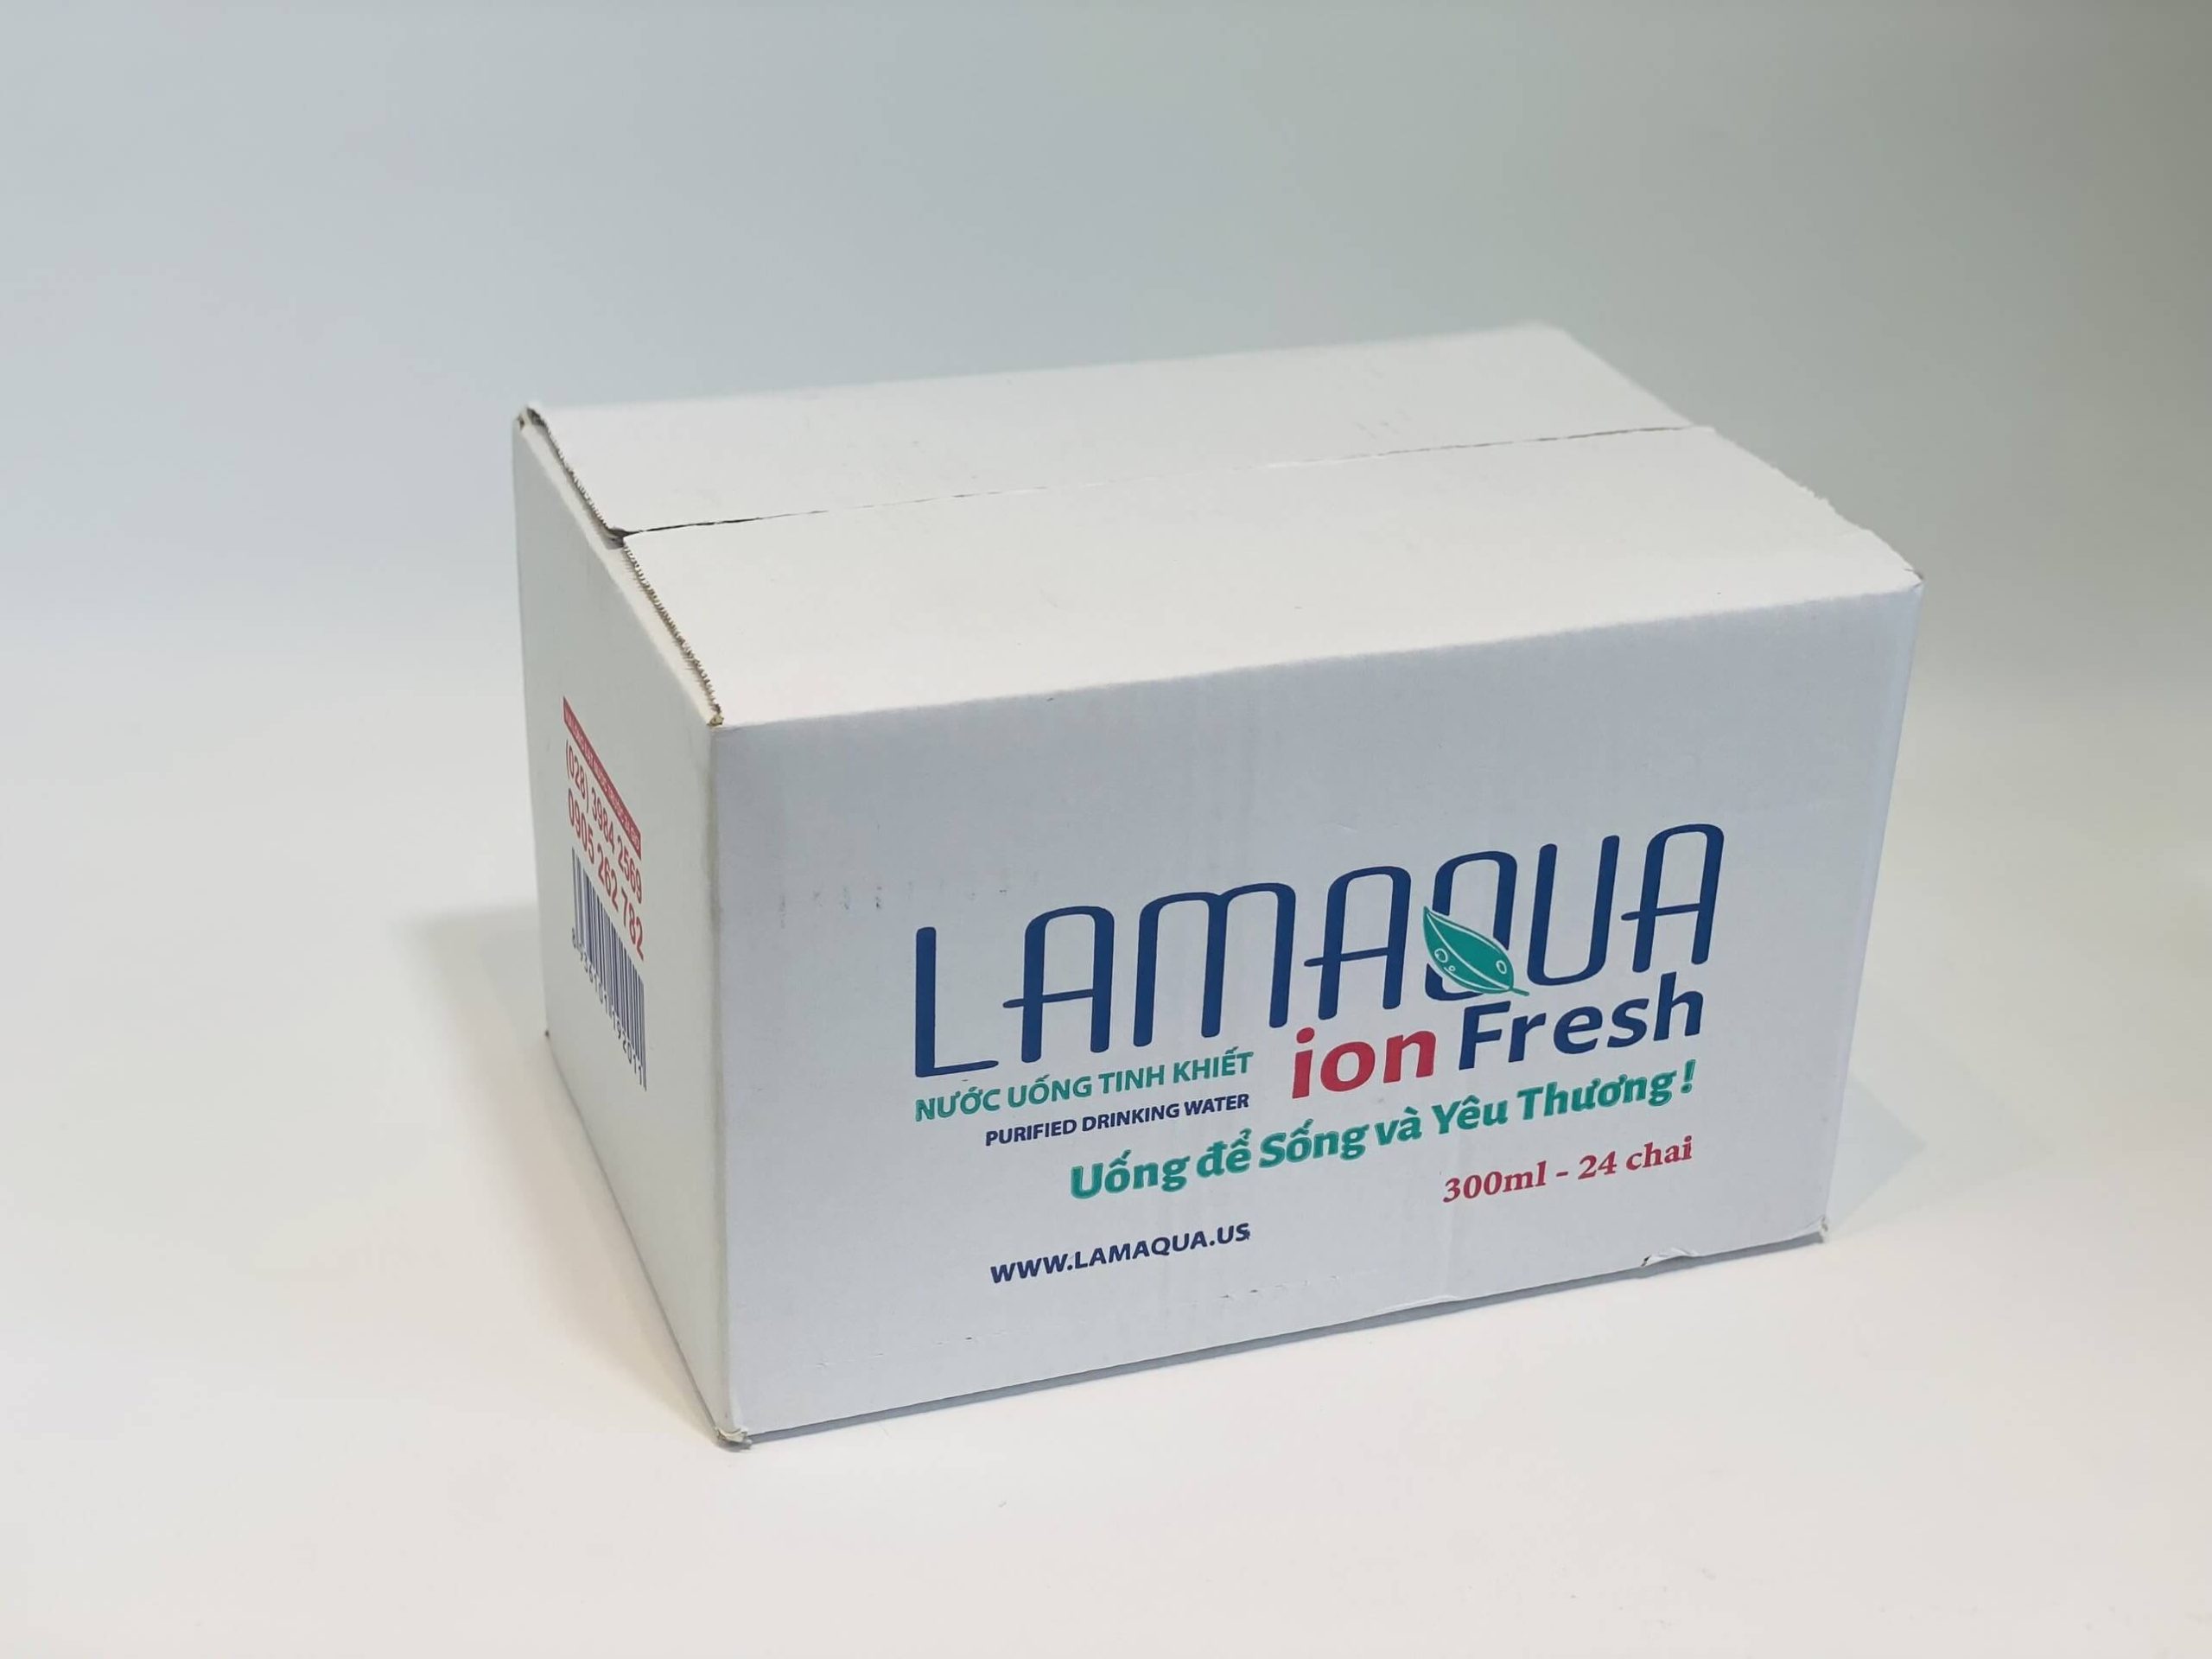 (028) 3984 2569
0905 262 782
LAMAQUA
ion Fresh
NƯỚC UỐNG TINH KHIẾT
PURIFIED DRINKING WATER
Uống để Sống và Yêu Thương!
300ml - 24 chai
WWW.LAMAQUA.US